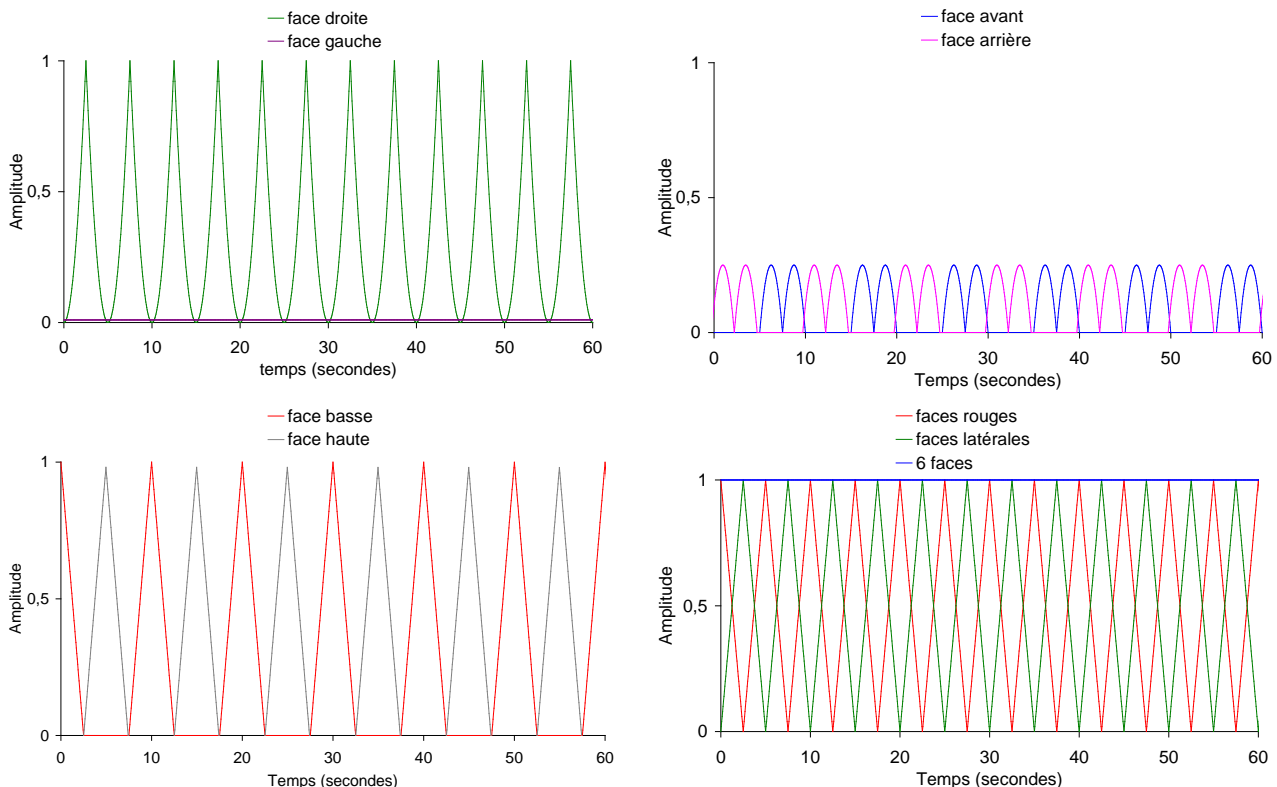 face droite
face gauche
1
0,5
0
Amplitude
0 10 20 30 40 50 60
temps (secondes)
face avant
face arrière
1
0,5
0
Amplitude
0 10 20 30 40 50 60
Temps (secondes)
face basse
face haute
1
0,5
0
Amplitude
0 10 20 30 40 50 60
Temps (secondes)
faces rouges
faces latérales
6 faces
1
0,5
0
Amplitude
0 10 20 30 40 50 60
Temps (secondes)